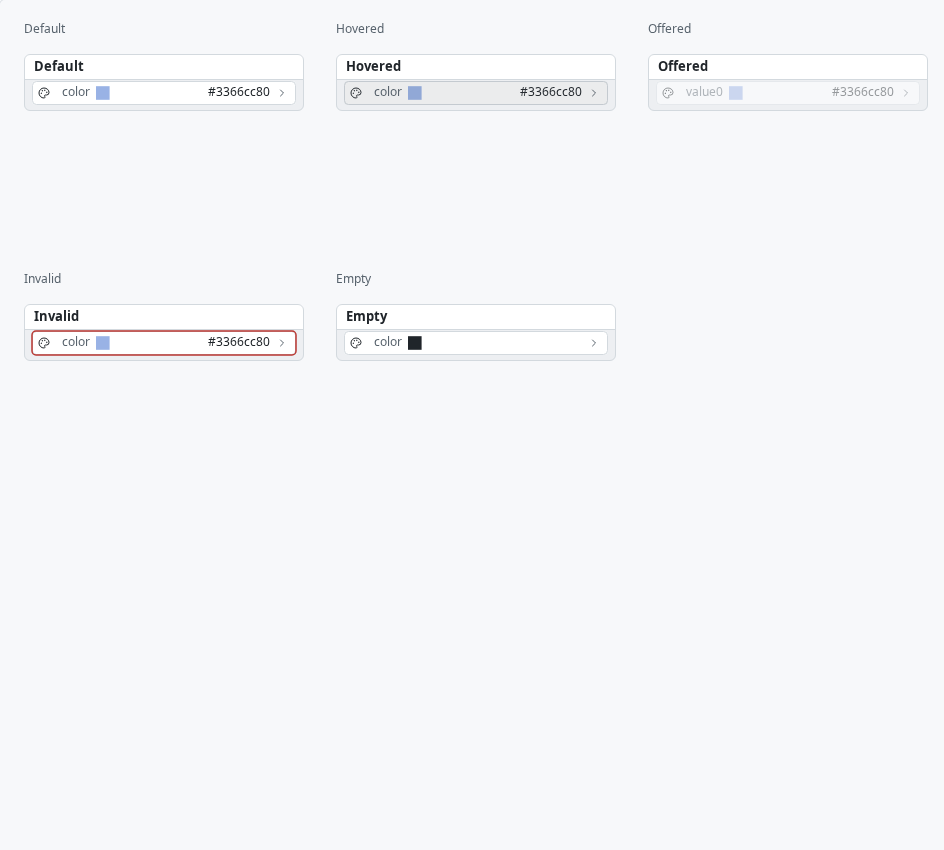 Default
Hovered
Offered
Default
Hovered
Offered
color #3366cc80
color #3366cc80
value0 #3366cc80
Invalid
Empty
Invalid
Empty
color #3366cc80
color